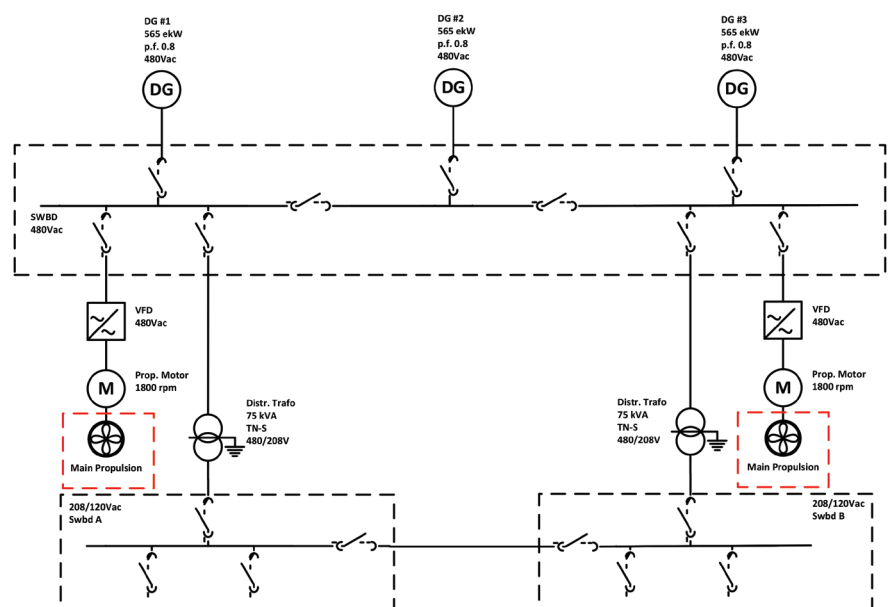 DG #1
565 ekW
p.f. 0.8
480Vac
DG
DG #2
565 ekW
p.f. 0.8
480Vac
DG
DG #3
565 ekW
p.f. 0.8
480Vac
DG
SWBD
480Vac
VFD
480Vac
Prop. Motor
1800 rpm
M
Main Propulsion
Distr. Trafo
75 kVA
TN-S
480/208V
Distr. Trafo
75 kVA
TN-S
480/208V
VFD
480Vac
Prop. Motor
1800 rpm
M
Main Propulsion
208/120Vac
Swbd A
208/120Vac
Swbd B